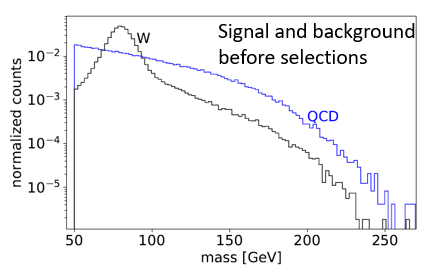 Signal and background
before selections
W
QCD
normalized counts
10⁻²
10⁻³
10⁻⁴
10⁻⁵
50 100 150 200 250
mass [GeV]